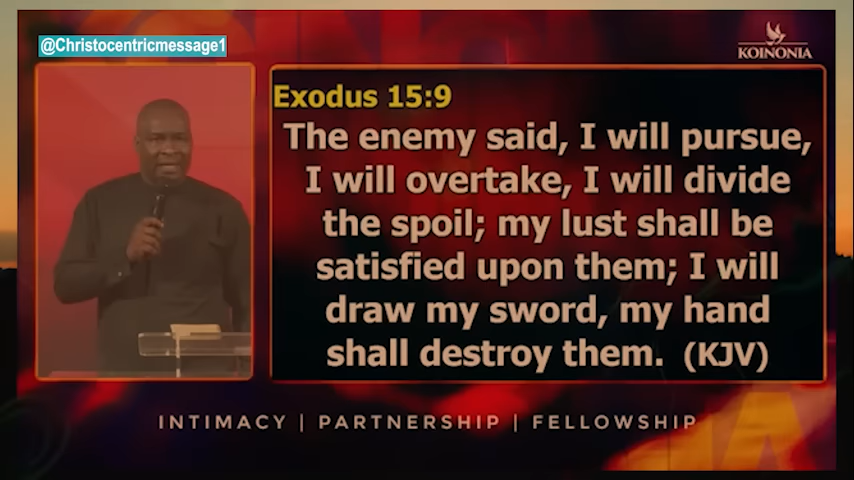 @Christocentricmessage1
KOINONIA
Exodus 15:9
The enemy said, I will pursue,
I will overtake, I will divide
the spoil; my lust shall be
satisfied upon them; I will
draw my sword, my hand
shall destroy them. (KJV)
INTIMACY | PARTNERSHIP | FELLOWSHIP